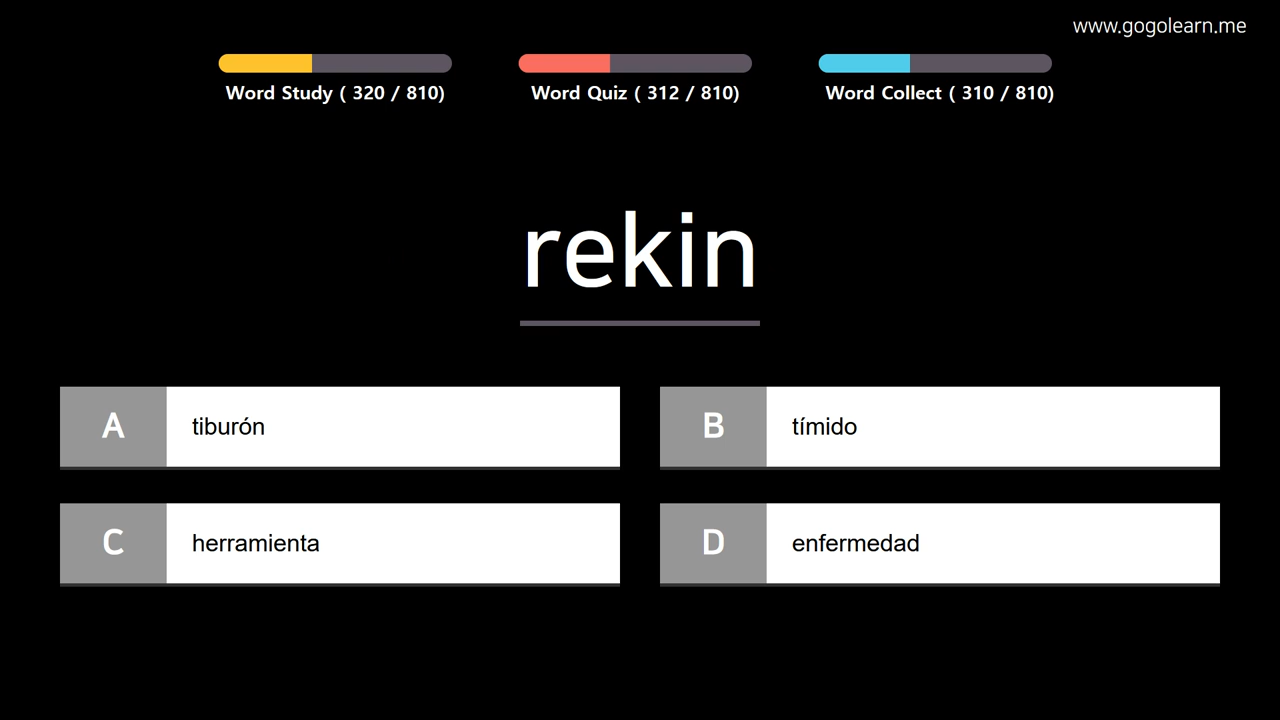 www.gogolearn.me
Word Study ( 320 / 810)
Word Quiz ( 312 / 810)
Word Collect ( 310 / 810)
rekin
A tiburón
B tímido
C herramienta
D enfermedad